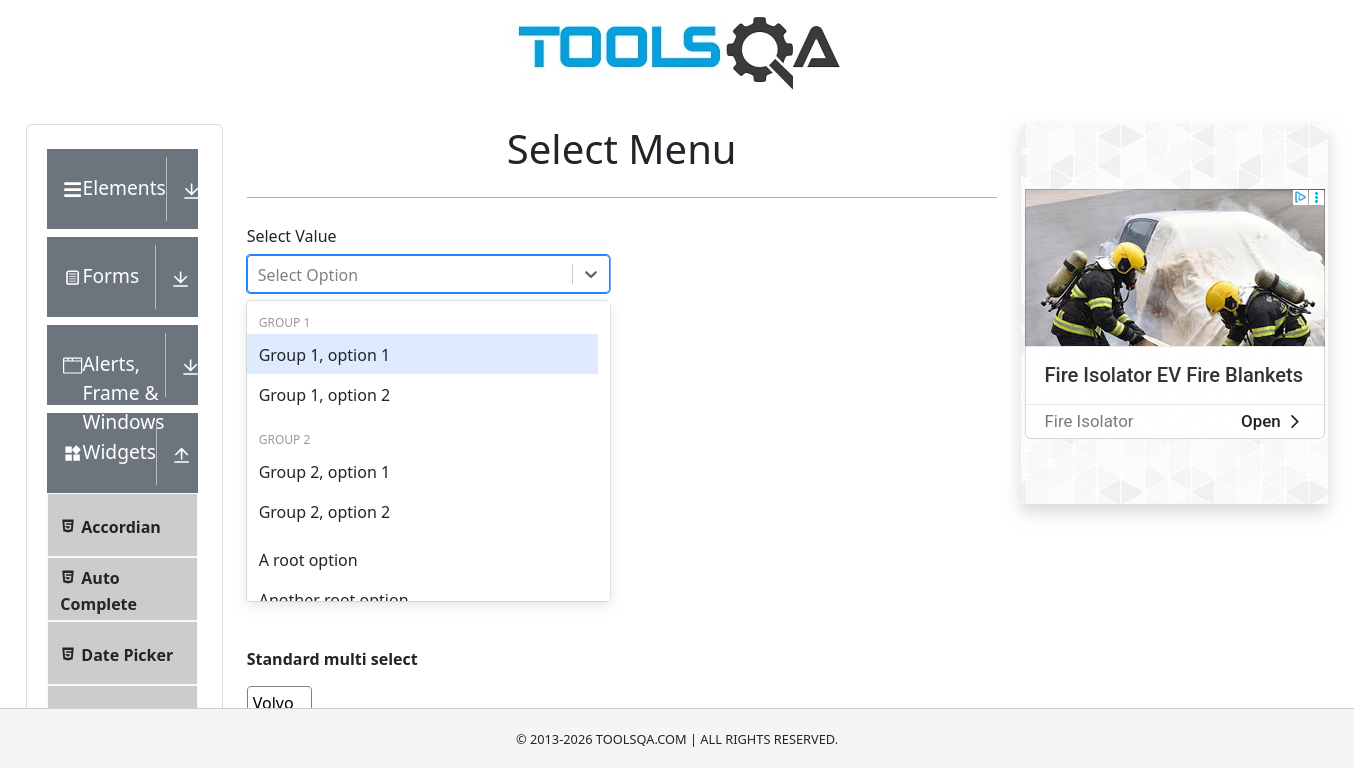 TOOLSQA
Select Menu
Elements
Forms
Alerts,
Frame &
Windows
Widgets
Accordian
Auto
Complete
Date Picker
Select Value
Select Option
GROUP 1
Group 1, option 1
Group 1, option 2
GROUP 2
Group 2, option 1
Group 2, option 2
A root option
Another root option
Standard multi select
Volvo
Fire Isolator EV Fire Blankets
Fire Isolator
Open
© 2013-2026 TOOLSQA.COM | ALL RIGHTS RESERVED.